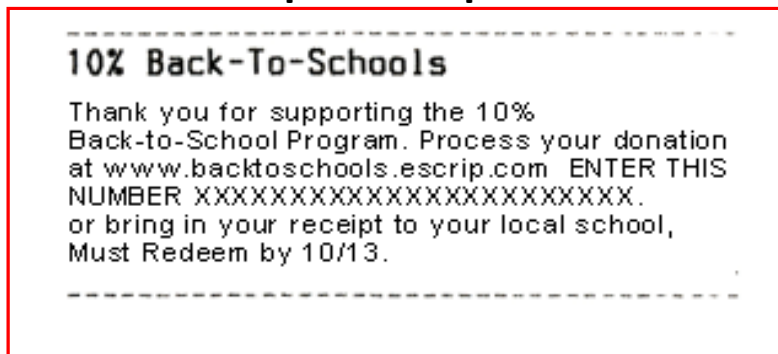 10% Back-To-Schools
Thank you for supporting the 10%
Back-to-School Program. Process your donation
at www.backtoschools.escrip.com ENTER THIS
NUMBER XXXXXXXXXXXXXXXXXXXXXXX.
or bring in your receipt to your local school,
Must Redeem by 10/13.